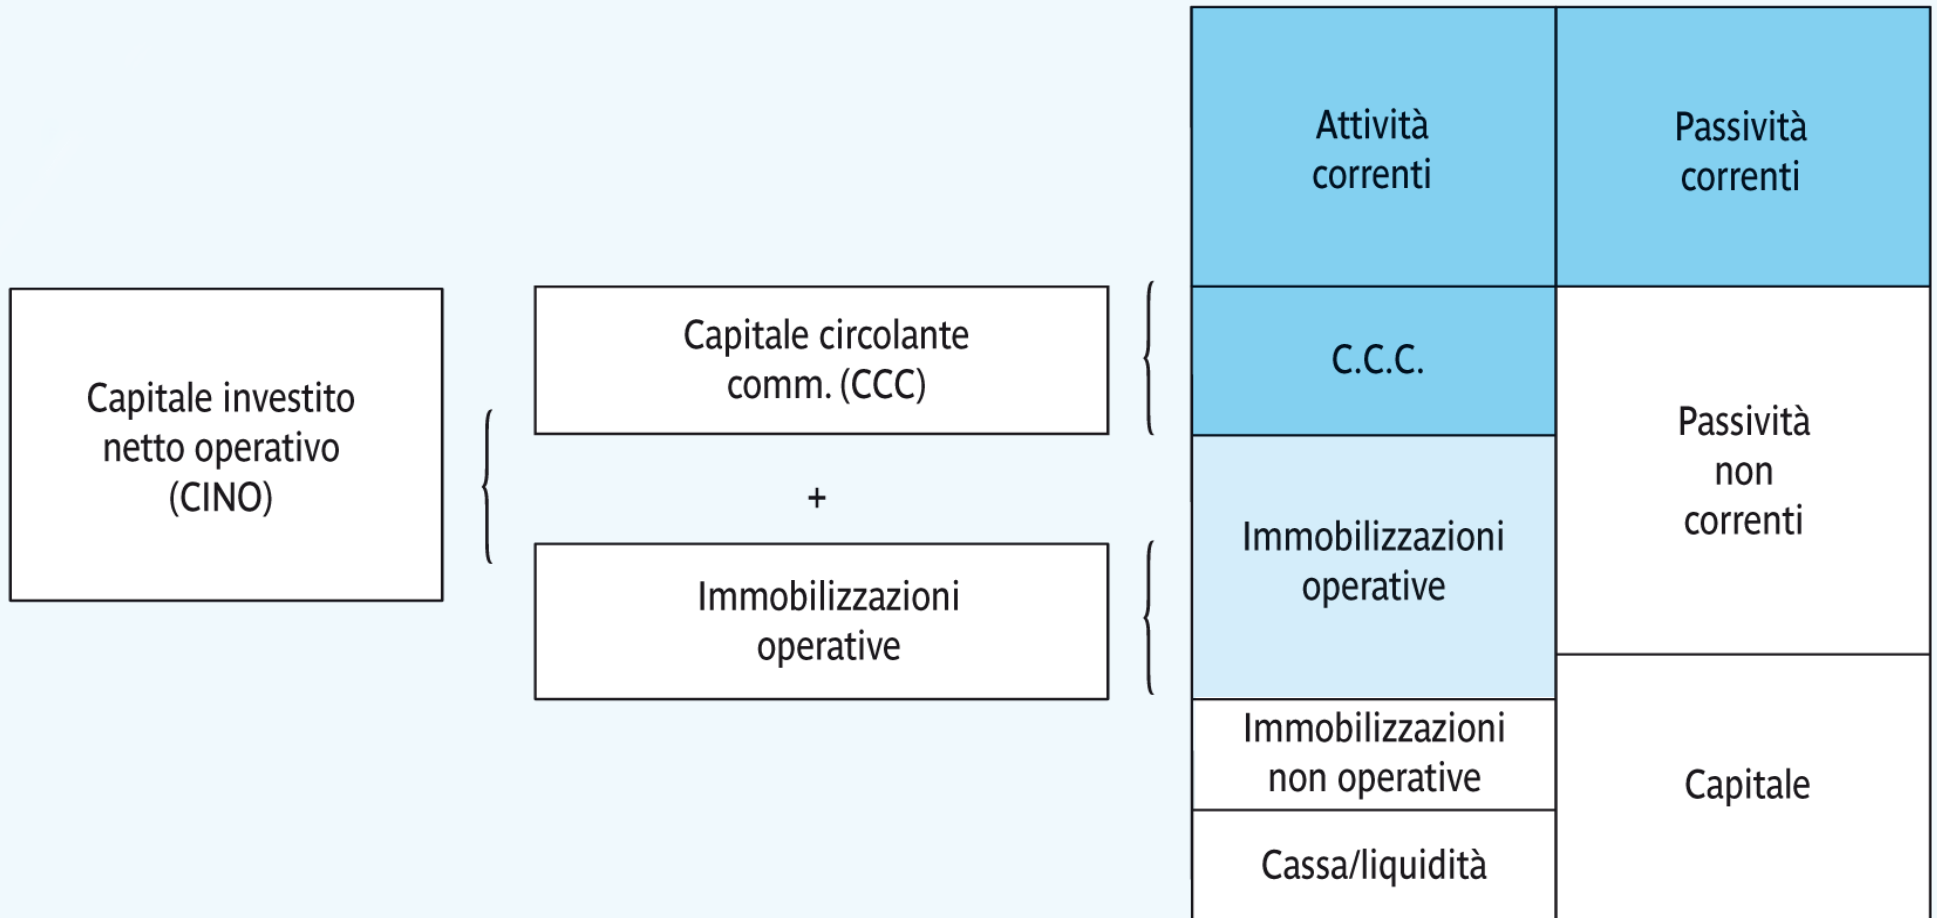 Attività
correnti
Passività
correnti
Capitale investito
netto operativo
(CINO)
Capitale circolante
comm. (CCC)
+
Immobilizzazioni
operative
C.C.C.
Immobilizzazioni
operative
Immobilizzazioni
non operative
Cassa/liquidità
Passività
non
correnti
Capitale